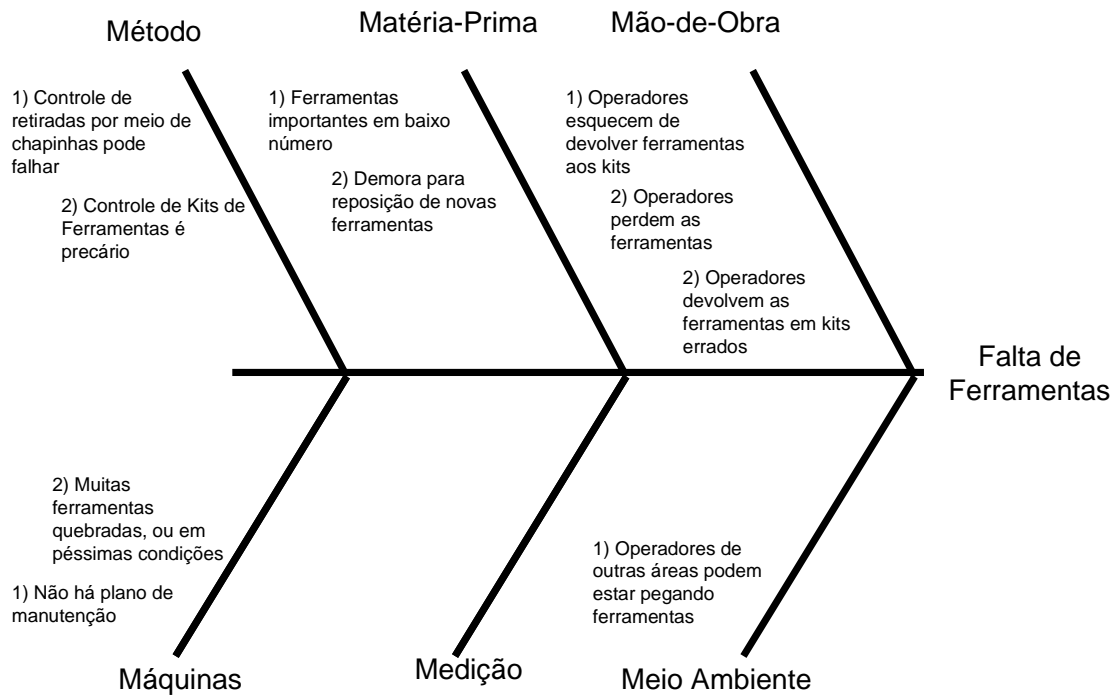 Método
Matéria-Prima
Mão-de-Obra
1) Controle de
retiradas por meio de
chapinhas pode
falhar
2) Controle de Kits de
Ferramentas é
precário
1) Ferramentas
importantes em baixo
número
2) Demora para
reposição de novas
ferramentas
1) Operadores
esquecem de
devolver ferramentas
aos kits
2) Operadores
perdem as
ferramentas
2) Operadores
devolvem as
ferramentas em kits
errados
Falta de
Ferramentas
2) Muitas
ferramentas
quebradas, ou em
péssimas condições
1) Não há plano de
manutenção
1) Operadores de
outras áreas podem
estar pegando
ferramentas
Máquinas
Medição
Meio Ambiente